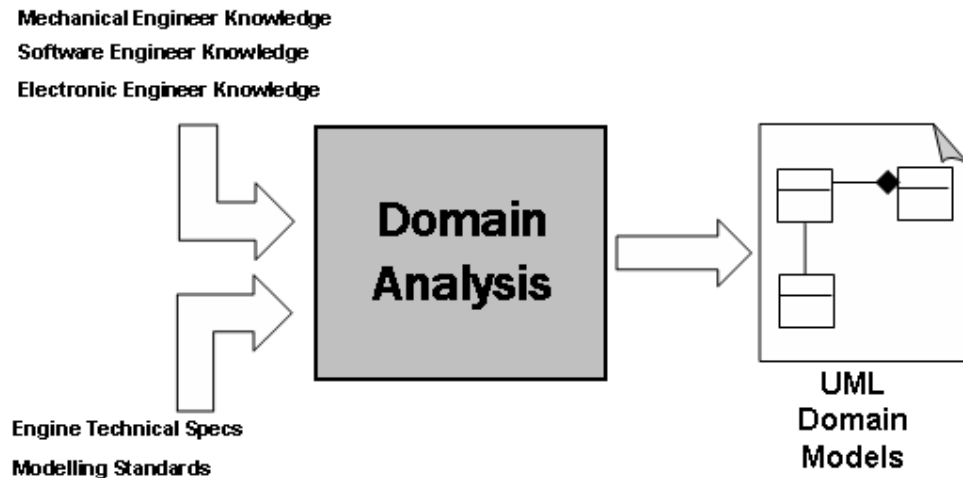 Mechanical Engineer Knowledge
Software Engineer Knowledge
Electronic Engineer Knowledge
Domain
Analysis
Engine Technical Specs
Modelling Standards
UML
Domain
Models